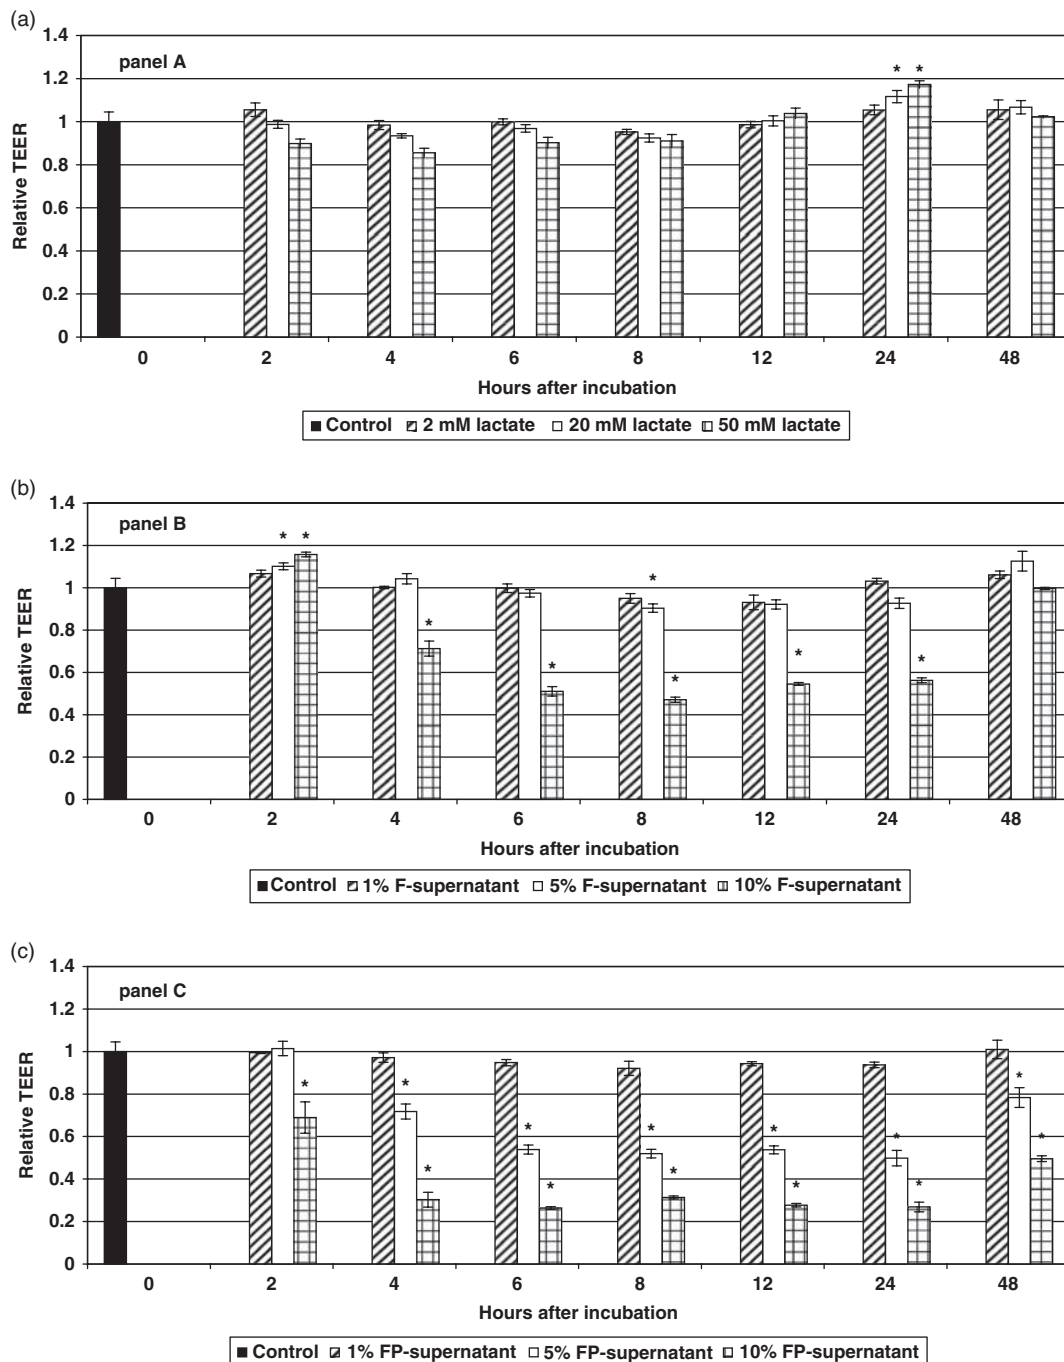 (a)
1.4
panel A
1.2
* *
1
0.8
0.6
0.4
0.2
0
Relative TEER
0 2 4 6 8 12 24 48
Hours after incubation
Control 2 mM lactate 20 mM lactate 50 mM lactate
(b)
1.4
panel B
1.2
* *
1
*
0.8
* * * * *
0.6
0.4
0.2
0
Relative TEER
0 2 4 6 8 12 24 48
Hours after incubation
Control 1% F-supernatant 5% F-supernatant 10% F-supernatant
(c)
1.4
panel C
1.2
1
0.8
* * * * * * *
0.6
* * * * * *
0.4
0.2
0
Relative TEER
0 2 4 6 8 12 24 48
Hours after incubation
Control 1% FP-supernatant 5% FP-supernatant 10% FP-supernatant